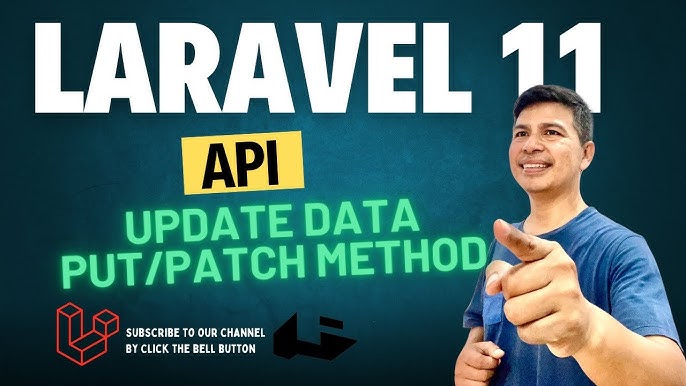 LARAVEL 11
API
UPDATE DATA
PUT/PATCH METHOD
SUBSCRIBE TO OUR CHANNEL
BY CLICK THE BELL BUTTON